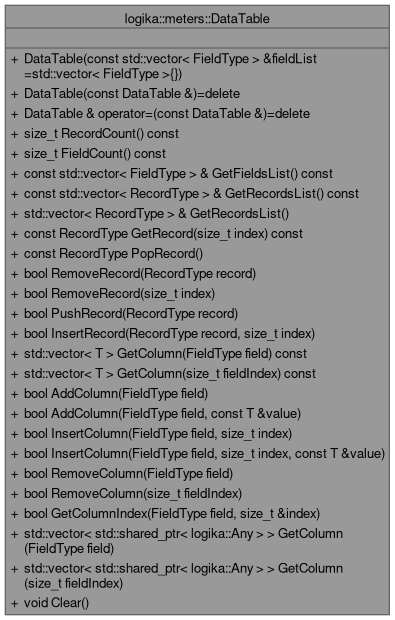 logika::meters::DataTable
+ DataTable(const std::vector< FieldType > &fieldList
=std::vector< FieldType >{})
+ DataTable(const DataTable &)=delete
+ DataTable & operator=(const DataTable &)=delete
+ size_t RecordCount() const
+ size_t FieldCount() const
+ const std::vector< FieldType > & GetFieldsList() const
+ const std::vector< RecordType > & GetRecordsList() const
+ std::vector< RecordType > & GetRecordsList()
+ const RecordType GetRecord(size_t index) const
+ const RecordType PopRecord()
+ bool RemoveRecord(RecordType record)
+ bool RemoveRecord(size_t index)
+ bool PushRecord(RecordType record)
+ bool InsertRecord(RecordType record, size_t index)
+ std::vector< T > GetColumn(FieldType field) const
+ std::vector< T > GetColumn(size_t fieldIndex) const
+ bool AddColumn(FieldType field)
+ bool AddColumn(FieldType field, const T &value)
+ bool InsertColumn(FieldType field, size_t index)
+ bool InsertColumn(FieldType field, size_t index, const T &value)
+ bool RemoveColumn(FieldType field)
+ bool RemoveColumn(size_t fieldIndex)
+ bool GetColumnIndex(FieldType field, size_t &index)
+ std::vector< std::shared_ptr< logika::Any > > GetColumn
(FieldType field)
+ std::vector< std::shared_ptr< logika::Any > > GetColumn
(size_t fieldIndex)
+ void Clear()